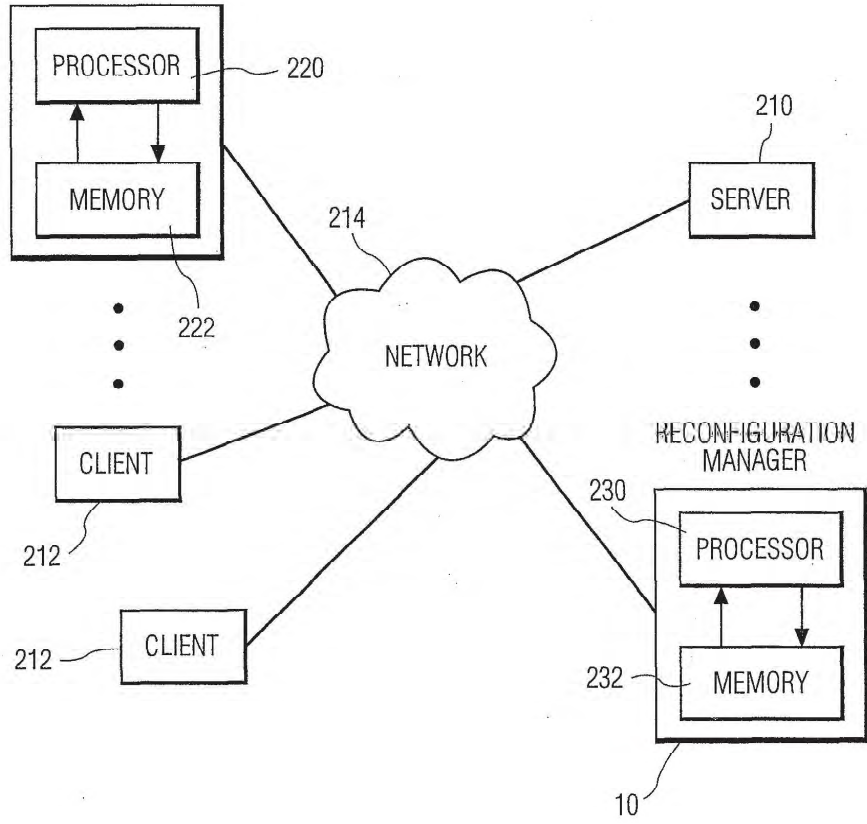 PROCESSOR
220
MEMORY
222
210
SERVER
214
NETWORK
CLIENT
212
RECONFIGURATION
MANAGER
230
PROCESSOR
212
CLIENT
232
MEMORY
10